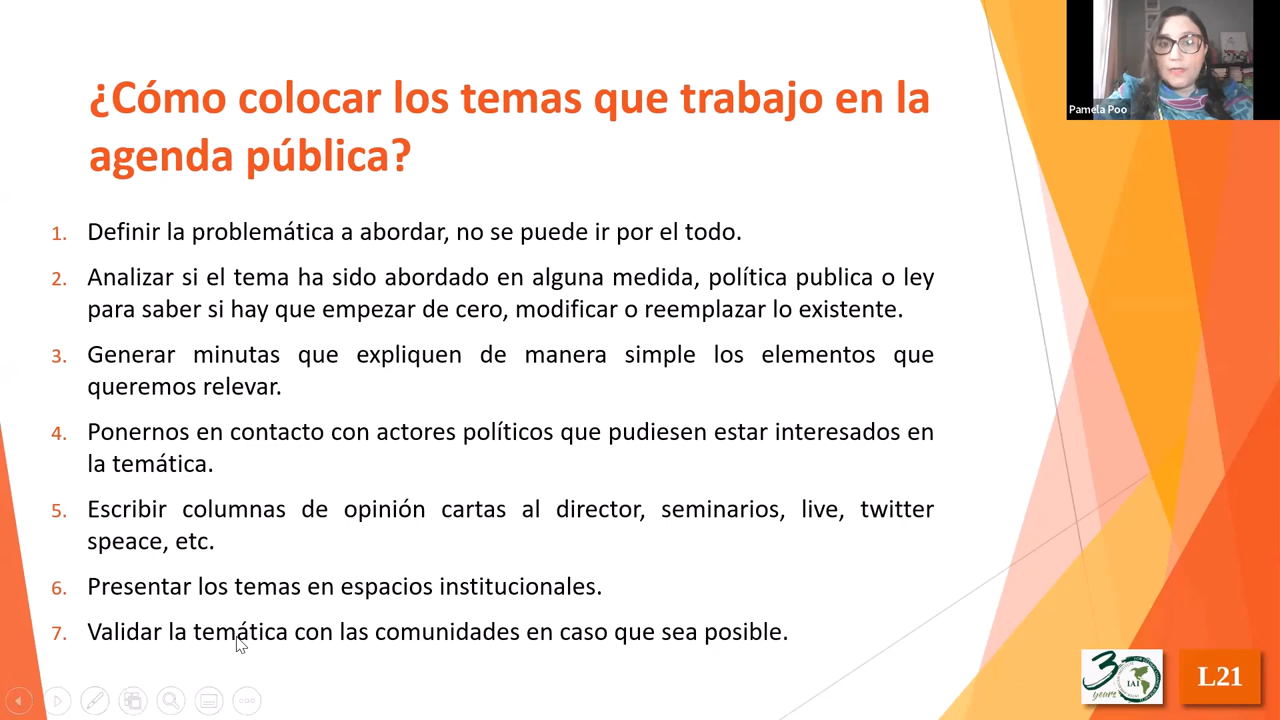 ¿Cómo colocar los temas que trabajo en la
agenda pública?
1. Definir la problemática a abordar, no se puede ir por el todo.
2. Analizar si el tema ha sido abordado en alguna medida, política publica o ley
para saber si hay que empezar de cero, modificar o reemplazar lo existente.
3. Generar minutas que expliquen de manera simple los elementos que
queremos relevar.
4. Ponernos en contacto con actores políticos que pudiesen estar interesados en
la temática.
5. Escribir columnas de opinión cartas al director, seminarios, live, twitter
speace, etc.
6. Presentar los temas en espacios institucionales.
7. Validar la temática con las comunidades en caso que sea posible.
Pamela Poo
30
years
IAI
L21